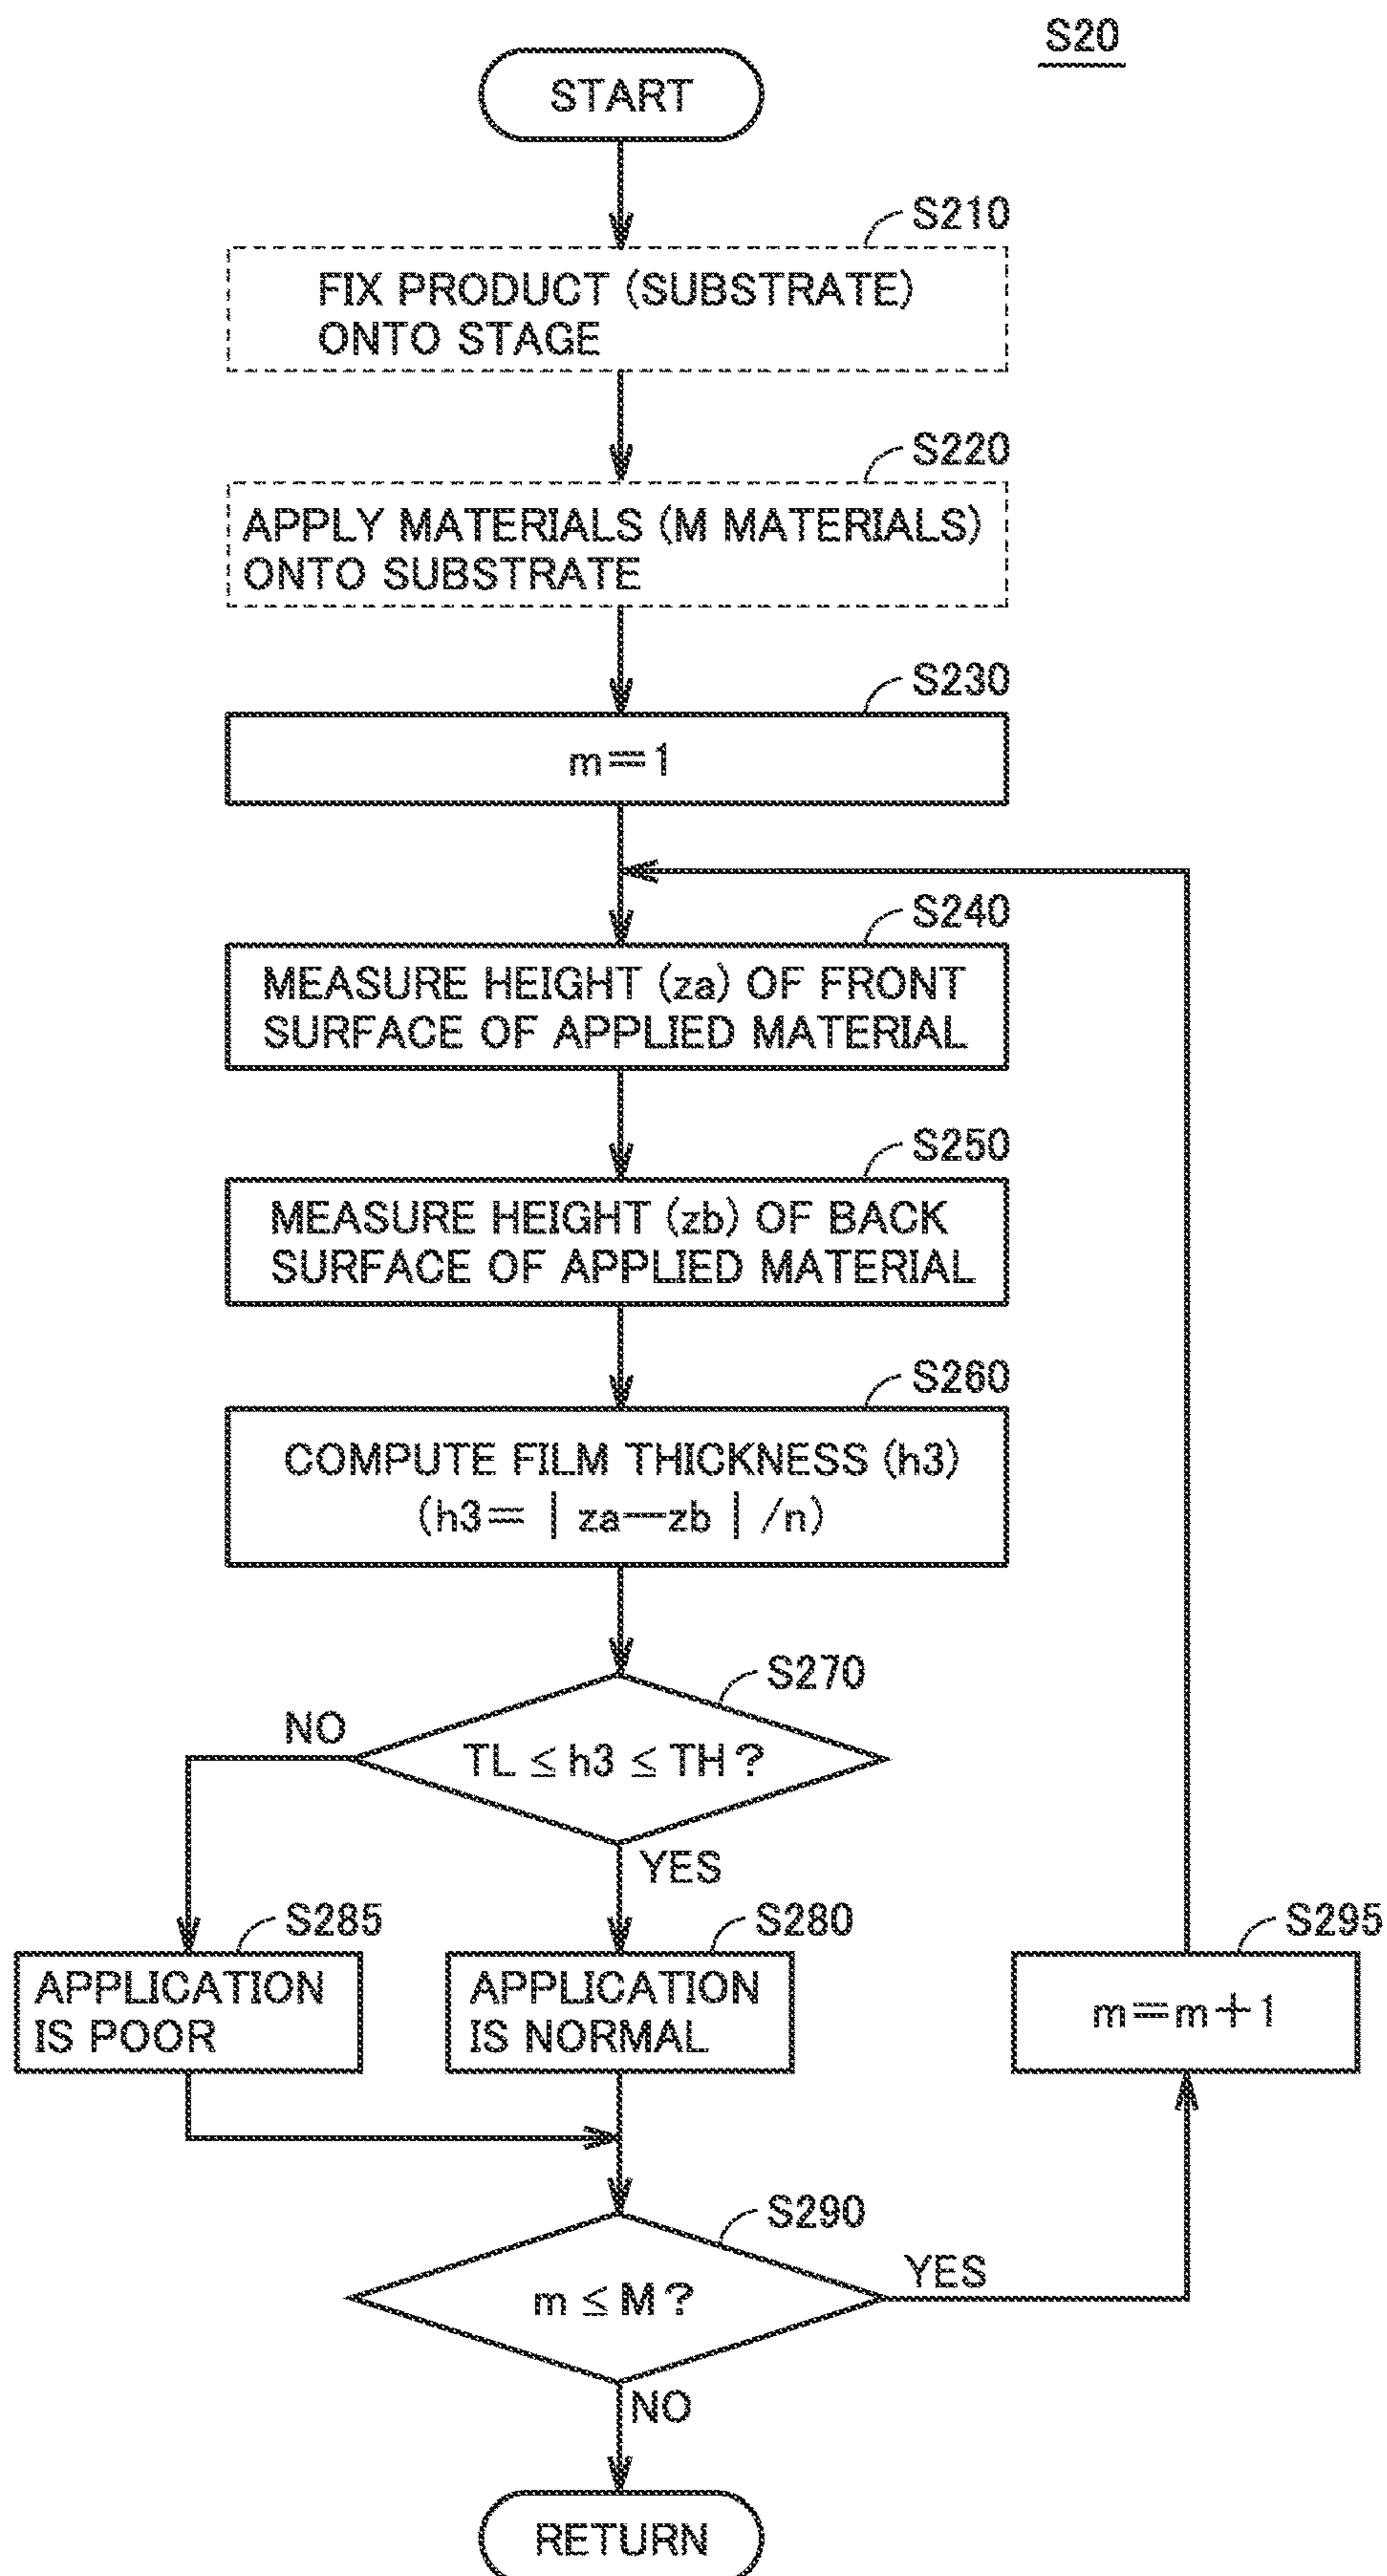 S20
START
S210
FIX PRODUCT (SUBSTRATE)
ONTO STAGE
S220
APPLY MATERIALS (M MATERIALS)
ONTO SUBSTRATE
S230
m=1
S240
MEASURE HEIGHT (za) OF FRONT
SURFACE OF APPLIED MATERIAL
S250
MEASURE HEIGHT (zb) OF BACK
SURFACE OF APPLIED MATERIAL
S260
COMPUTE FILM THICKNESS (h3)
(h3= | za—zb | /n)
S270
NO
TL ≤ h3 ≤ TH ?
YES
S285
S280
S295
APPLICATION
IS POOR
APPLICATION
IS NORMAL
m=m+1
S290
YES
m ≤ M ?
NO
RETURN